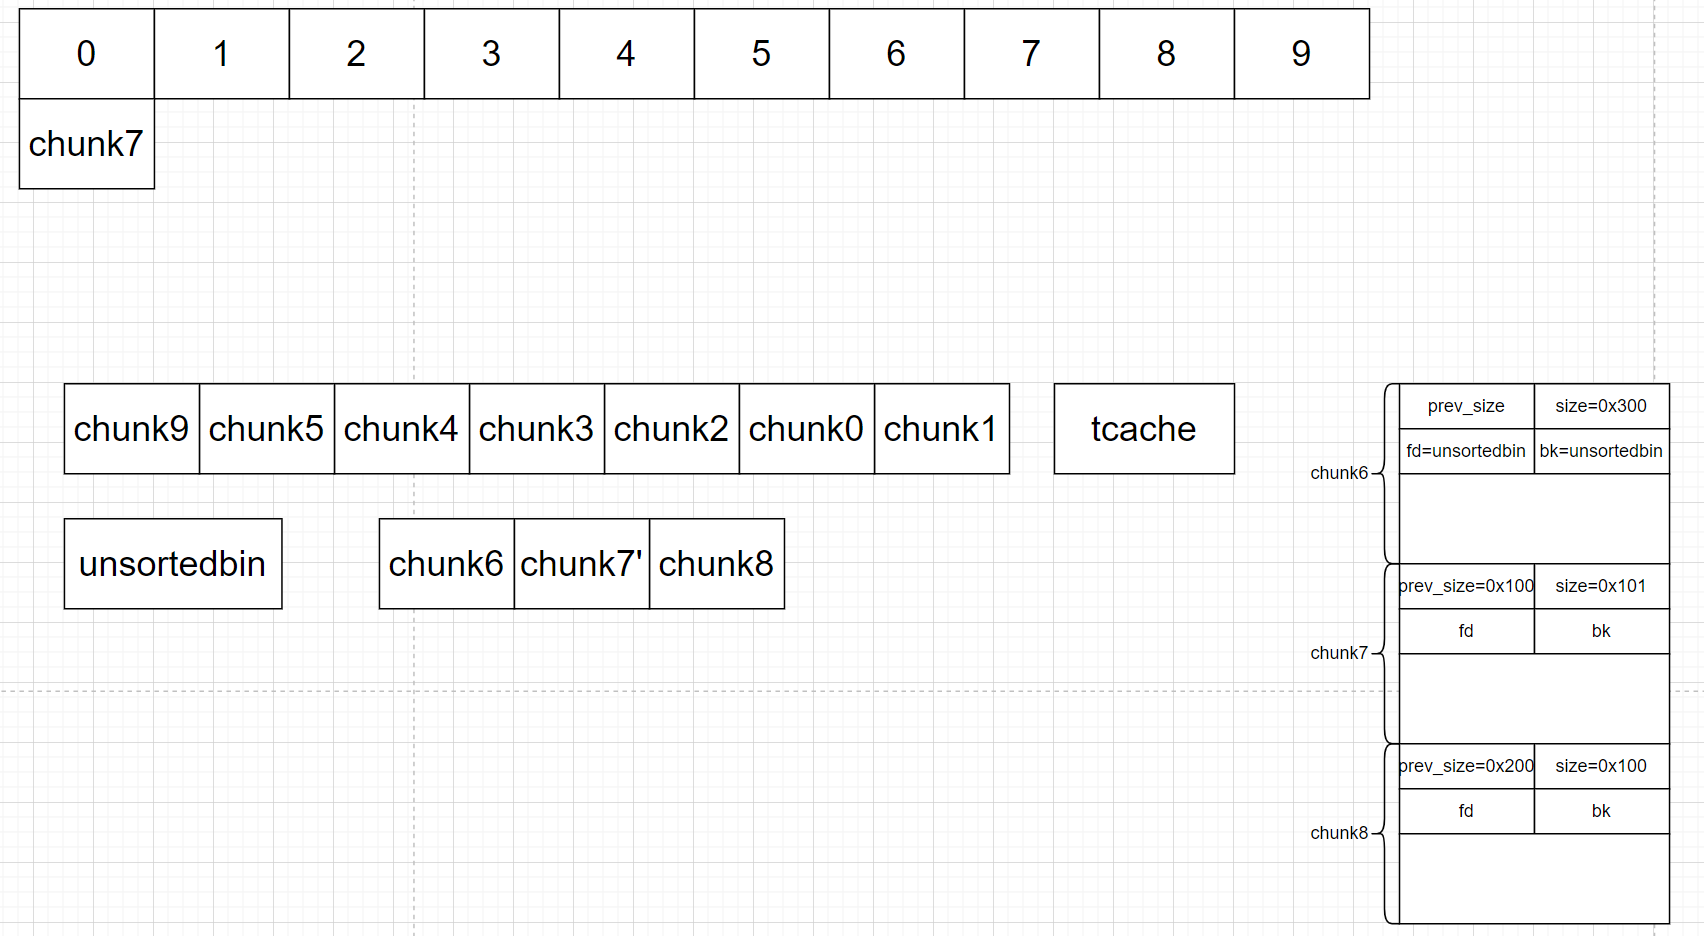 0 1 2 3 4 5 6 7 8 9
chunk7
chunk9 chunk5 chunk4 chunk3 chunk2 chunk0 chunk1 tcache
unsortedbin chunk6 chunk7' chunk8
prev_size size=0x300
fd=unsortedbin bk=unsortedbin
chunk6
prev_size=0x100 size=0x101
fd bk
chunk7
prev_size=0x200 size=0x100
fd bk
chunk8